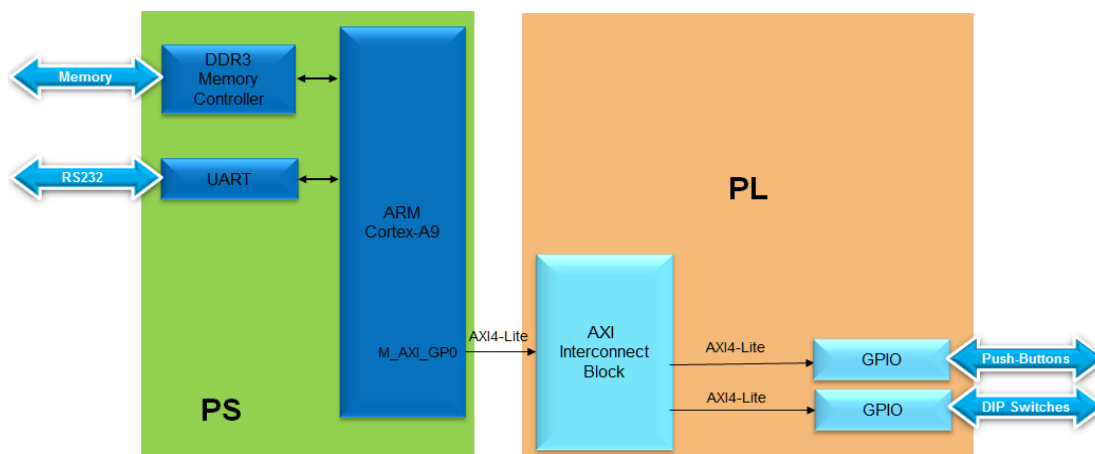 DDR3
Memory
Controller
Memory
UART
RS232
ARM
Cortex-A9
M_AXI_GP0
PS
AXI4-Lite
PL
AXI
Interconnect
Block
AXI4-Lite
GPIO
Push-Buttons
AXI4-Lite
GPIO
DIP Switches